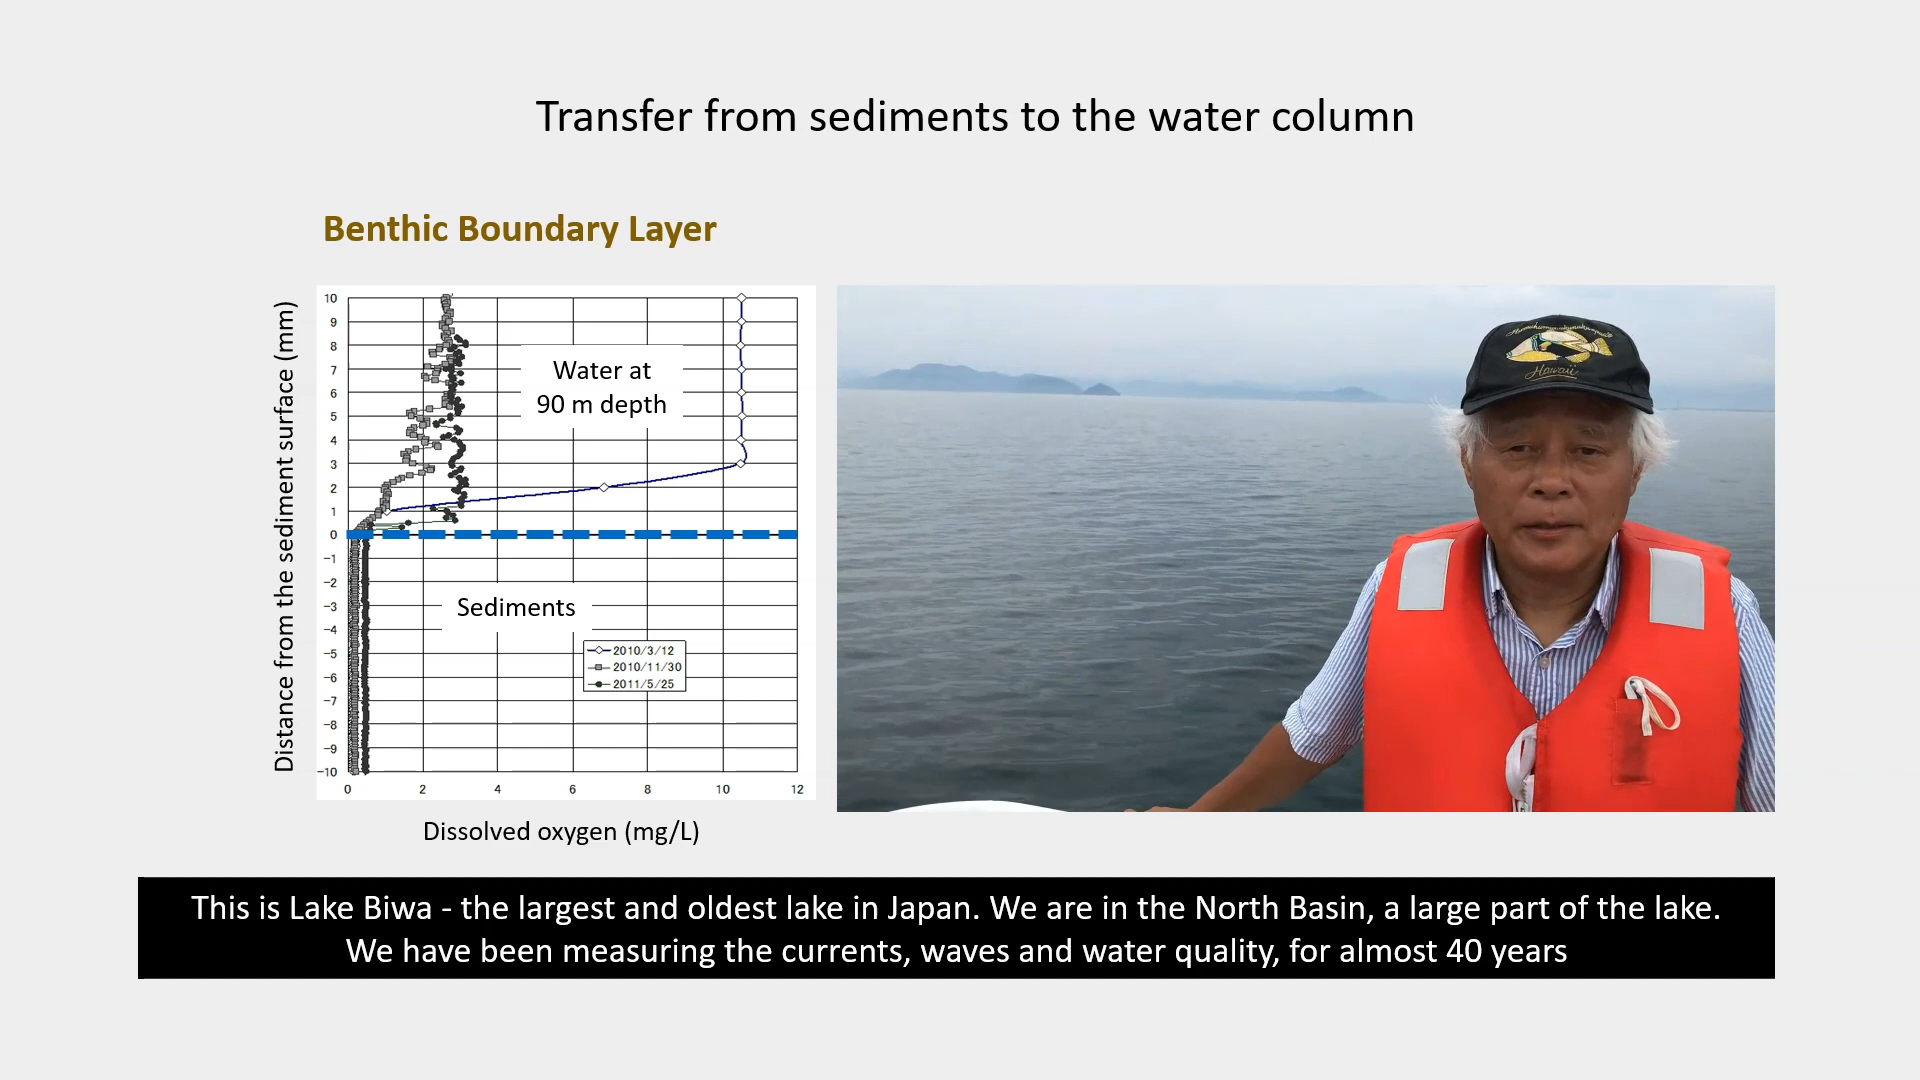 Transfer from sediments to the water column
Benthic Boundary Layer
Distance from the sediment surface (mm)
10
9
8
7
6
5
4
3
2
1
0
-1
-2
-3
-4
-5
-6
-7
-8
-9
-10
Water at
90 m depth
Sediments
2010/3/12
2010/11/30
2011/5/25
0 2 4 6 8 10 12
Dissolved oxygen (mg/L)
Hawaii
This is Lake Biwa - the largest and oldest lake in Japan. We are in the North Basin, a large part of the lake.
We have been measuring the currents, waves and water quality, for almost 40 years